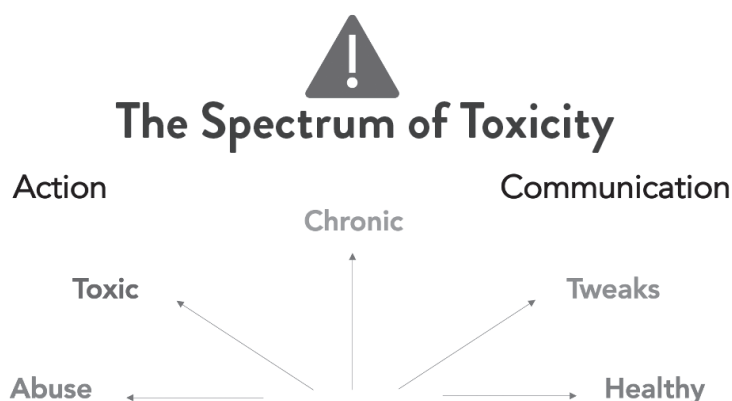 The Spectrum of Toxicity
Action Communication
Chronic
Toxic Tweaks
Abuse Healthy